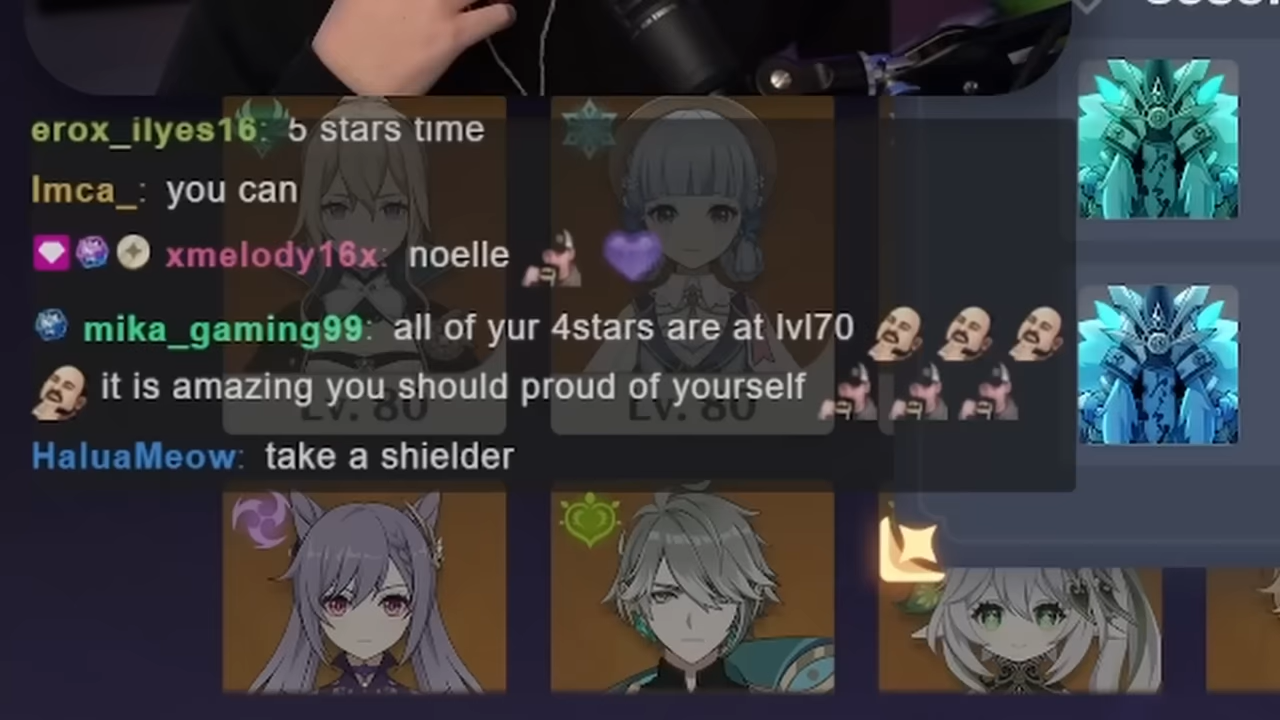 erox_ilyes16: 5 stars time
lmca_: you can
xmelody16x: noelle
mika_gaming99: all of yur 4stars are at lvl70
it is amazing you should proud of yourself
Lv. 80 Lv. 80
HaluaMeow: take a shielder